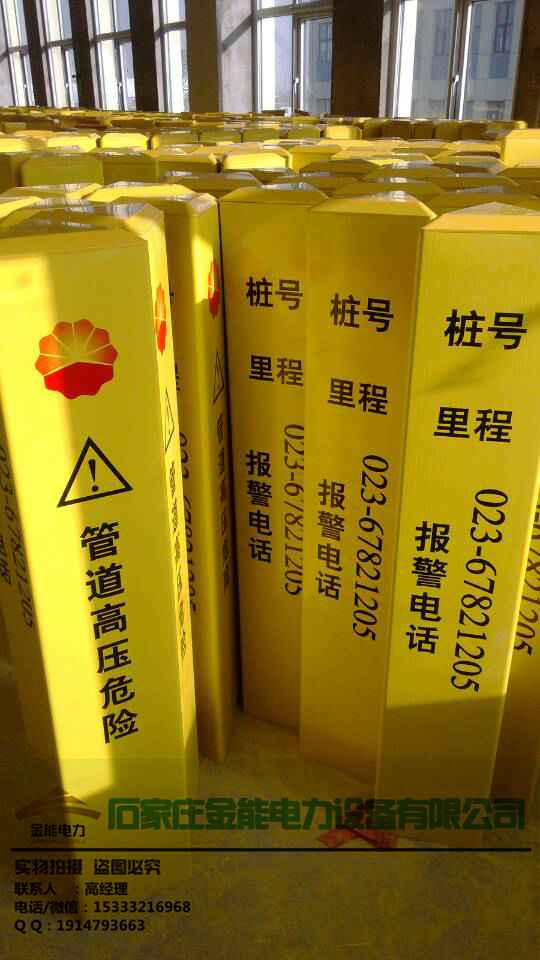 管道高压危险
023-67821205
桩号
里程
报警电话
023-67821205
桩号
里程
报警电话
023-67821205
桩号
里程
报警电话
023-67821205
金能电力
石家庄金能电力设备有限公司
实物拍摄 盗图必究
联系人 :高经理
电话/微信:15333216968
Q Q:1914793663